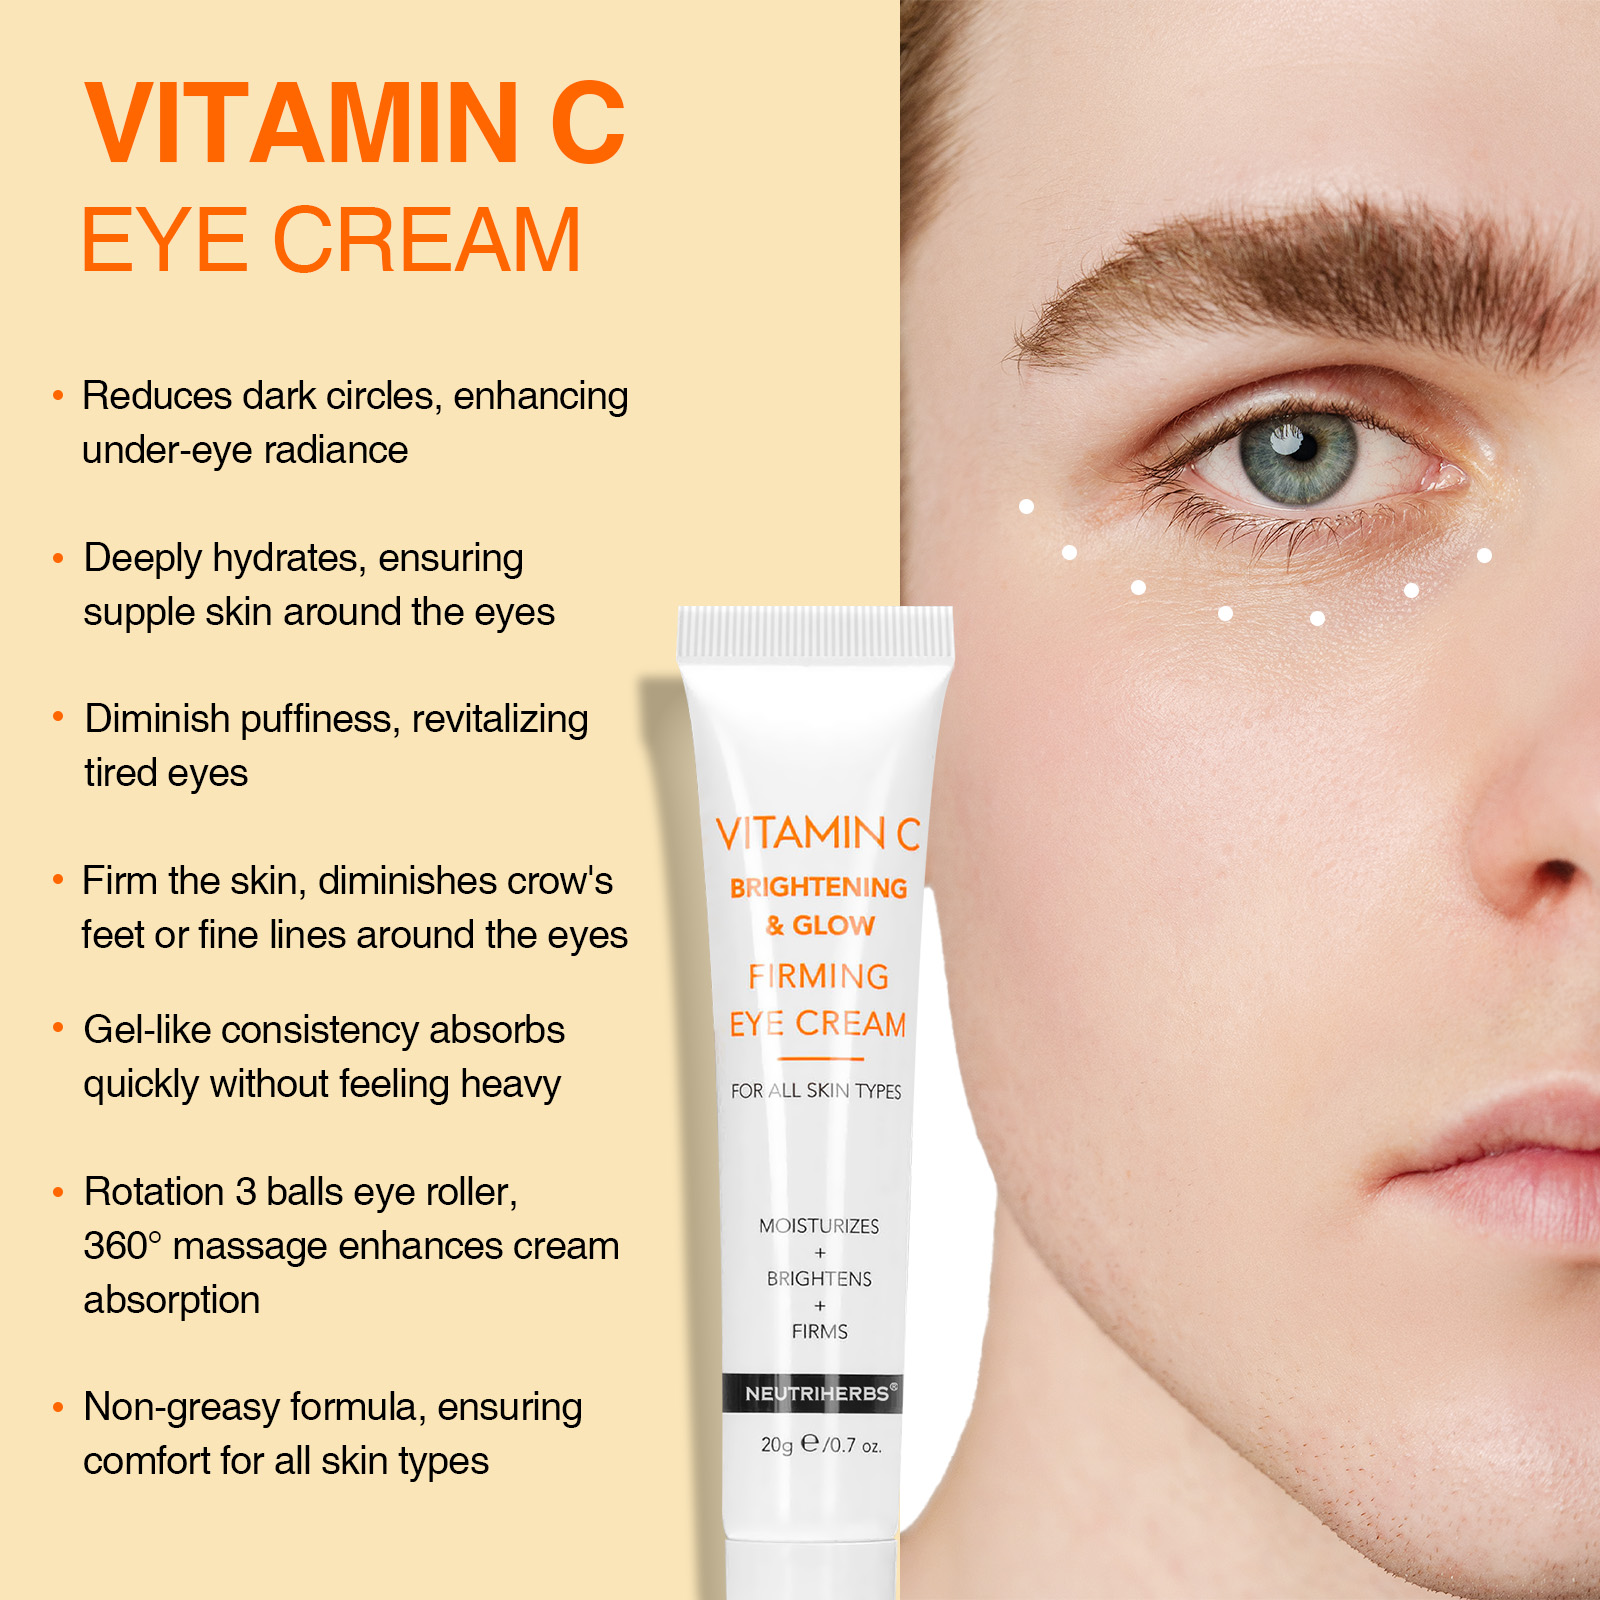 VITAMIN C
EYE CREAM
• Reduces dark circles, enhancing
under-eye radiance
• Deeply hydrates, ensuring
supple skin around the eyes
• Diminish puffiness, revitalizing
tired eyes
• Firm the skin, diminishes crow's
feet or fine lines around the eyes
• Gel-like consistency absorbs
quickly without feeling heavy
• Rotation 3 balls eye roller,
360° massage enhances cream
absorption
• Non-greasy formula, ensuring
comfort for all skin types
VITAMIN C
BRIGHTENING
& GLOW
FIRMING
EYE CREAM
FOR ALL SKIN TYPES
MOISTURIZES
+
BRIGHTENS
+
FIRMS
NEUTRIHERBS®
20g ℮/0.7 oz.